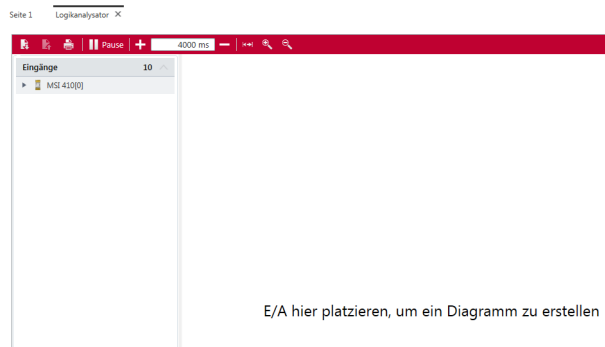 Seite 1 Logikanalysator
Pause 4000 ms
Eingänge 10
MSI 410[0]
E/A hier platzieren, um ein Diagramm zu erstellen